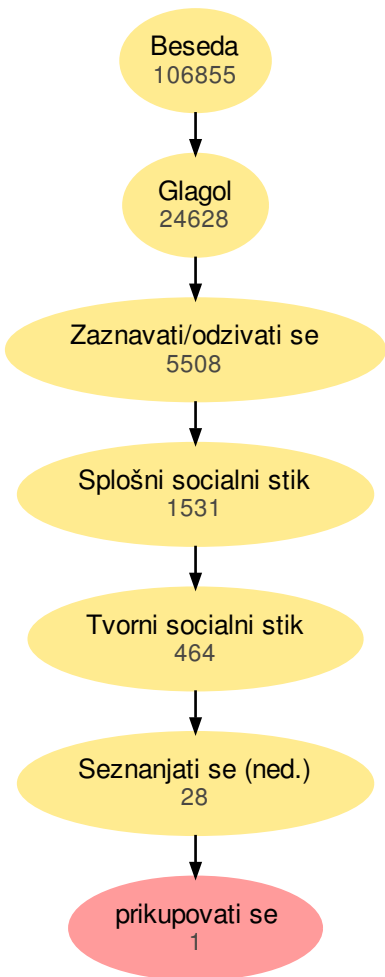 Beseda
106855
Glagol
24628
Zaznavati/odzivati se
5508
Splošni socialni stik
1531
Tvorni socialni stik
464
Seznanjati se (ned.)
28
prikupovati se
1